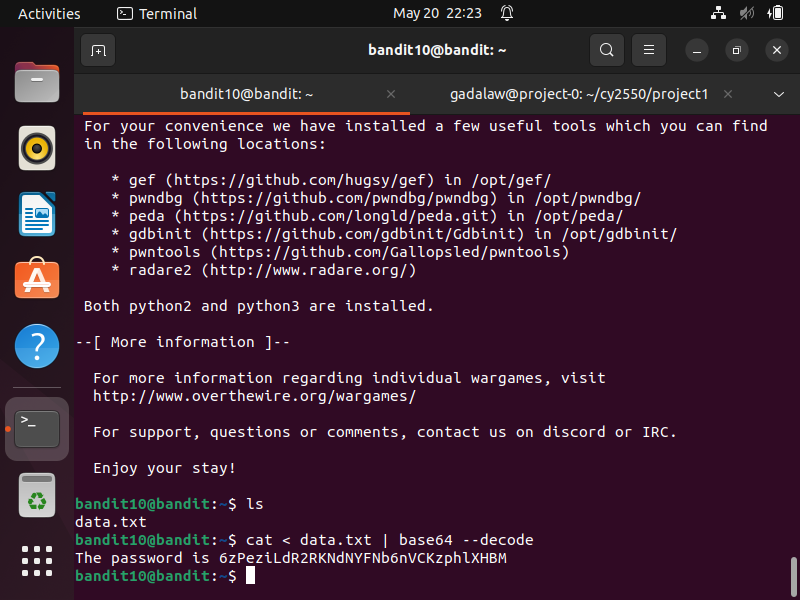 Activities Terminal May 20 22:23
bandit10@bandit: ~
bandit10@bandit: ~ gadalaw@project-0: ~/cy2550/project1
For your convenience we have installed a few useful tools which you can find
in the following locations:
* gef (https://github.com/hugsy/gef) in /opt/gef/
* pwndbg (https://github.com/pwndbg/pwndbg) in /opt/pwndbg/
* peda (https://github.com/longld/peda.git) in /opt/peda/
* gdbinit (https://github.com/gdbinit/Gdbinit) in /opt/gdbinit/
* pwntools (https://github.com/Gallopsled/pwntools)
* radare2 (http://www.radare.org/)
Both python2 and python3 are installed.
--[ More information ]--
For more information regarding individual wargames, visit
http://www.overthewire.org/wargames/
For support, questions or comments, contact us on discord or IRC.
Enjoy your stay!
bandit10@bandit:~$ ls
data.txt
bandit10@bandit:~$ cat < data.txt | base64 --decode
The password is 6zPeziLdR2RKNdNYFNb6nVCKzphlXHBM
bandit10@bandit:~$